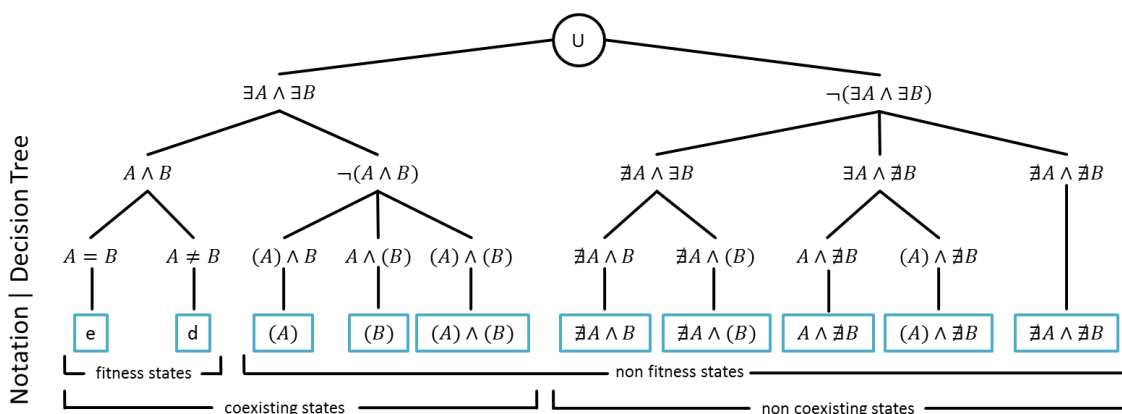 U
∃A ∧ ∃B ¬(∃A ∧ ∃B)
A ∧ B ¬(A ∧ B) ∄A ∧ ∃B ∃A ∧ ∄B ∄A ∧ ∄B
A = B A ≠ B (A) ∧ B A ∧ (B) (A) ∧ (B) ∄A ∧ B ∄A ∧ (B) A ∧ ∄B (A) ∧ ∄B
e d (A) (B) (A) ∧ (B) ∄A ∧ B ∄A ∧ (B) A ∧ ∄B (A) ∧ ∄B ∄A ∧ ∄B
fitness states non fitness states
coexisting states non coexisting states
Notation | Decision Tree